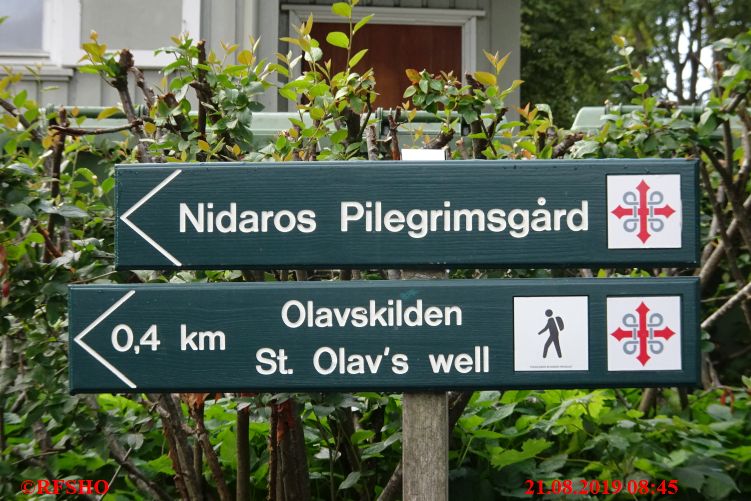 Nidaros Pilegrimsgård
Olavskilden
0,4 km
St. Olav's well
©RFSHO
21.08.2019 08:45